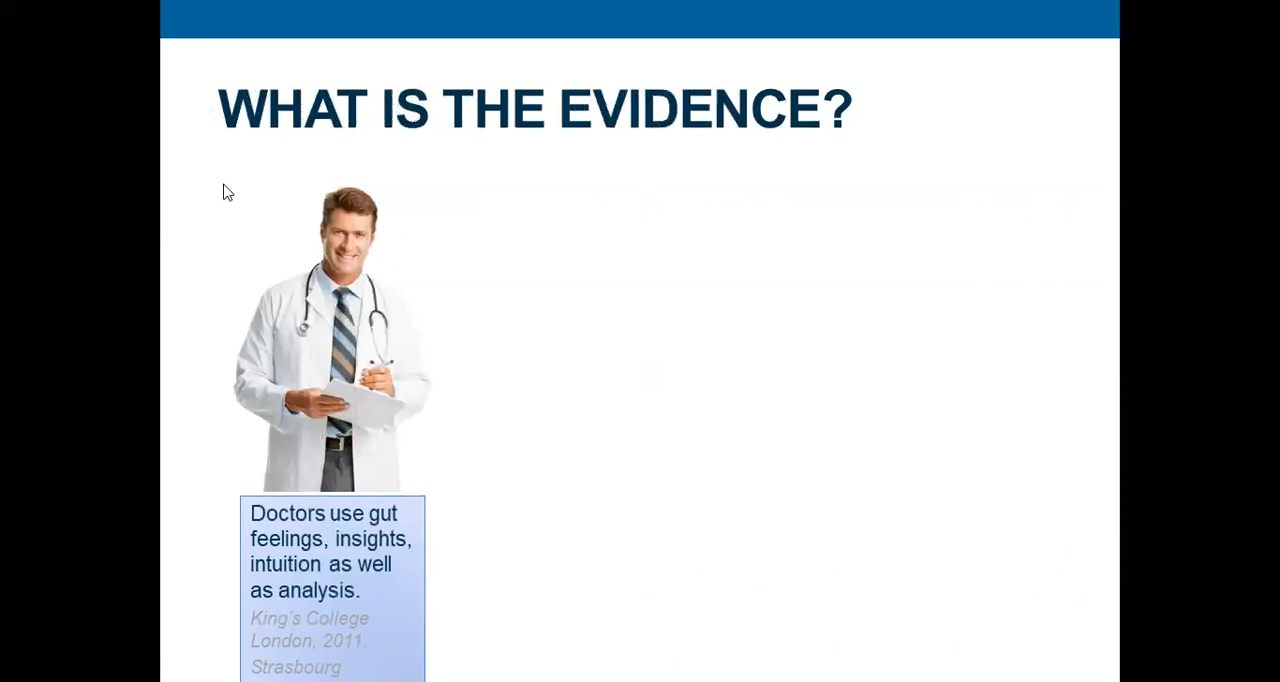 WHAT IS THE EVIDENCE?
Doctors use gut
feelings, insights,
intuition as well
as analysis.
King's College
London, 2011.
Strasbourg